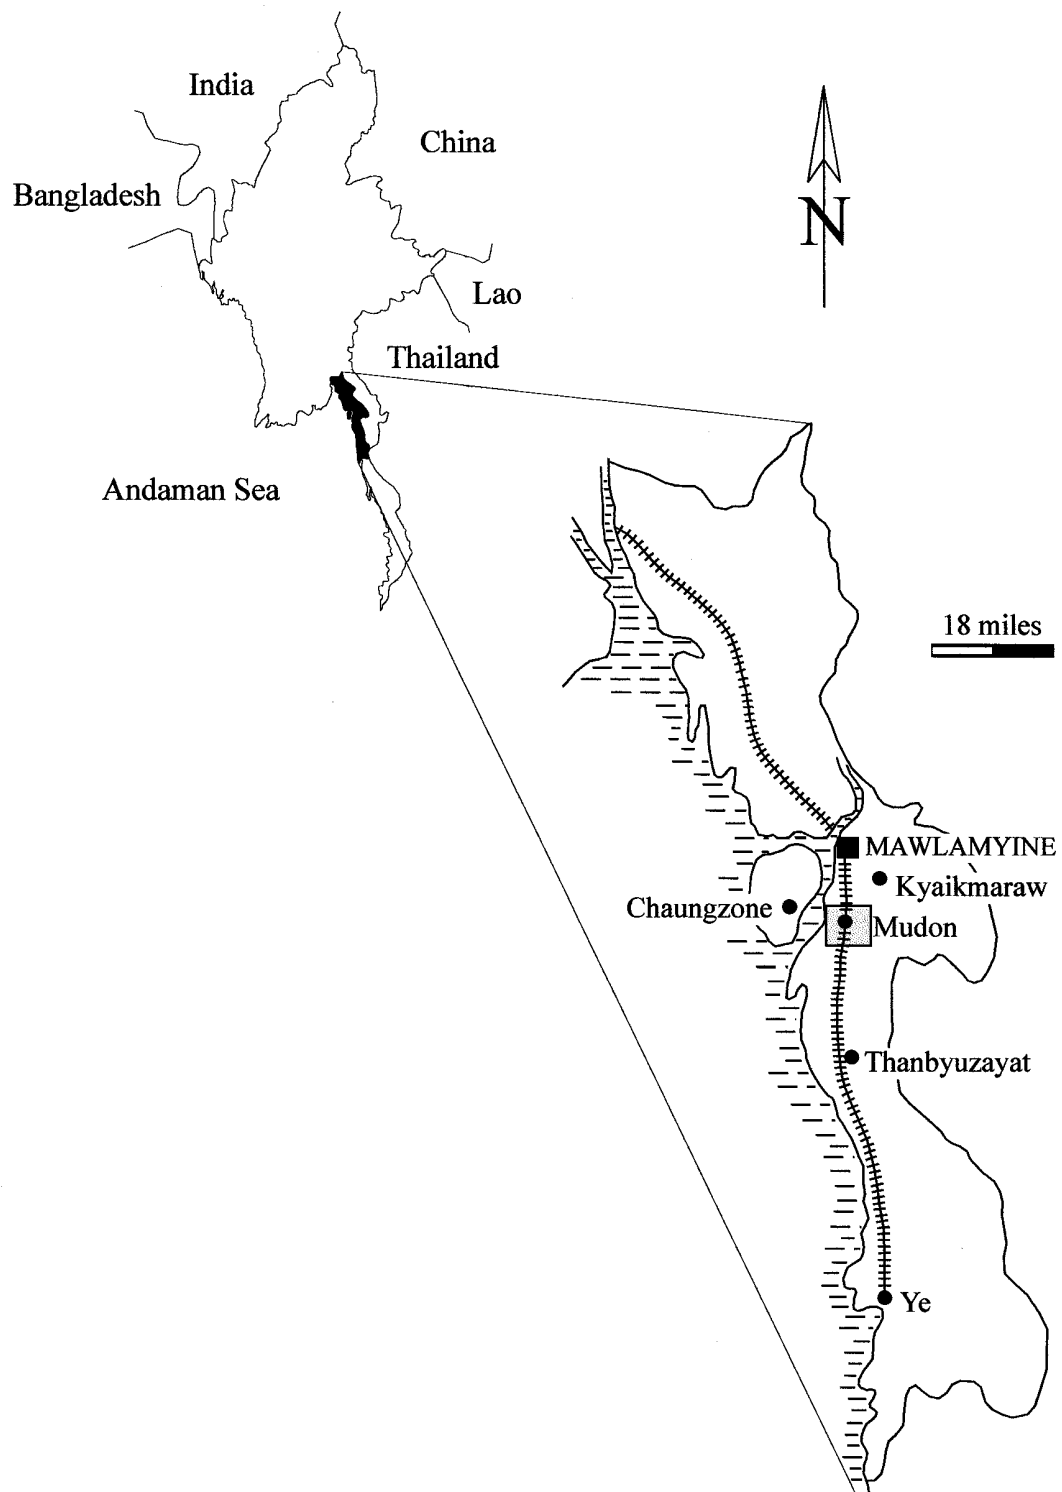 India
China
Bangladesh
N
Lao
Thailand
Andaman Sea
18 miles
MAWLAMYINE
Kyaikmaraw
Chaungzone
Mudon
Thanbyuzayat
Ye